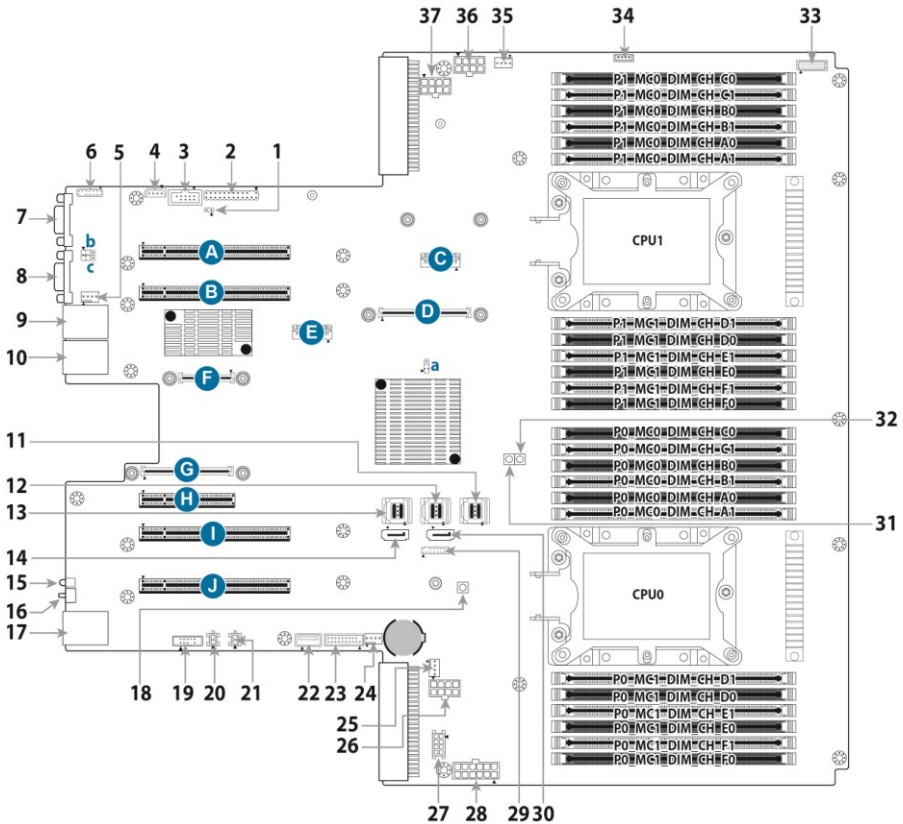 37 36 35 34 33
P1_MC0_DIM_CH_C0
P1_MC0_DIM_CH_C1
P1_MC0_DIM_CH_B0
P1_MC0_DIM_CH_B1
P1_MC0_DIM_CH_A0
P1_MC0_DIM_CH_A1
6 5 4 3 2 1
7
b
c
8
A
B
C
D
E
F
CPU1
9
10
a
P1_MC1_DIM_CH_D1
P1_MC1_DIM_CH_D0
P1_MC1_DIM_CH_E1
P1_MC1_DIM_CH_E0
P1_MC1_DIM_CH_F1
P1_MC1_DIM_CH_F0
32
11
12
13
G
H
I
J
P0_MC0_DIM_CH_C0
P0_MC0_DIM_CH_C1
P0_MC0_DIM_CH_B0
P0_MC0_DIM_CH_B1
P0_MC0_DIM_CH_A0
P0_MC0_DIM_CH_A1
31
14
15
16
17
CPU0
18 19 20 21 22 23 24
25
26
P0_MC1_DIM_CH_D1
P0_MC1_DIM_CH_D0
P0_MC1_DIM_CH_E1
P0_MC1_DIM_CH_E0
P0_MC1_DIM_CH_F1
P0_MC1_DIM_CH_F0
27 28 29 30